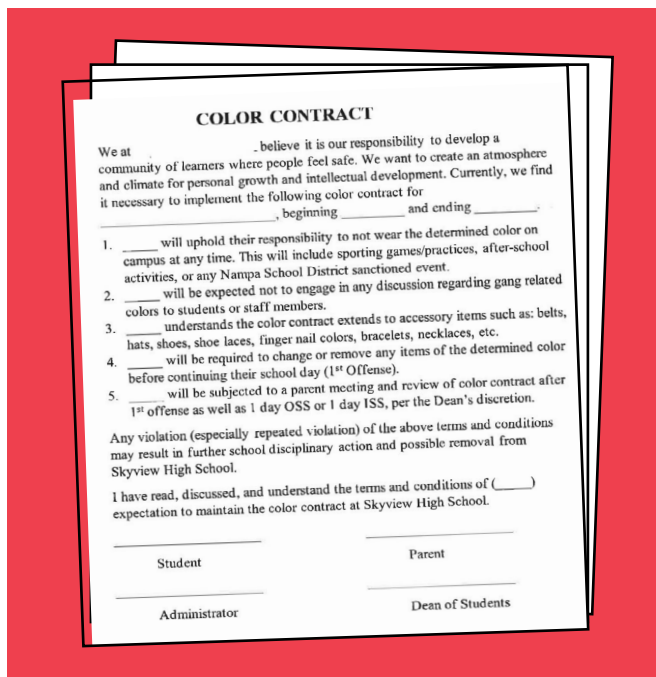 COLOR CONTRACT
We at - believe it is our responsibility to develop a
community of learners where people feel safe. We want to create an atmosphere
and climate for personal growth and intellectual development. Currently, we find
it necessary to implement the following color contract for
____________________________, beginning __________ and ending __________.
1. _____ will uphold their responsibility to not wear the determined color on
campus at any time. This will include sporting games/practices, after-school
activities, or any Nampa School District sanctioned event.
2. _____ will be expected not to engage in any discussion regarding gang related
colors to students or staff members.
3. _____ understands the color contract extends to accessory items such as: belts,
hats, shoes, shoe laces, finger nail colors, bracelets, necklaces, etc.
4. _____ will be required to change or remove any items of the determined color
before continuing their school day (1st Offense).
5. _____ will be subjected to a parent meeting and review of color contract after
1st offense as well as 1 day OSS or 1 day ISS, per the Dean's discretion.
Any violation (especially repeated violation) of the above terms and conditions
may result in further school disciplinary action and possible removal from
Skyview High School.
I have read, discussed, and understand the terms and conditions of (_____)
expectation to maintain the color contract at Skyview High School.
Student
Parent
Administrator
Dean of Students